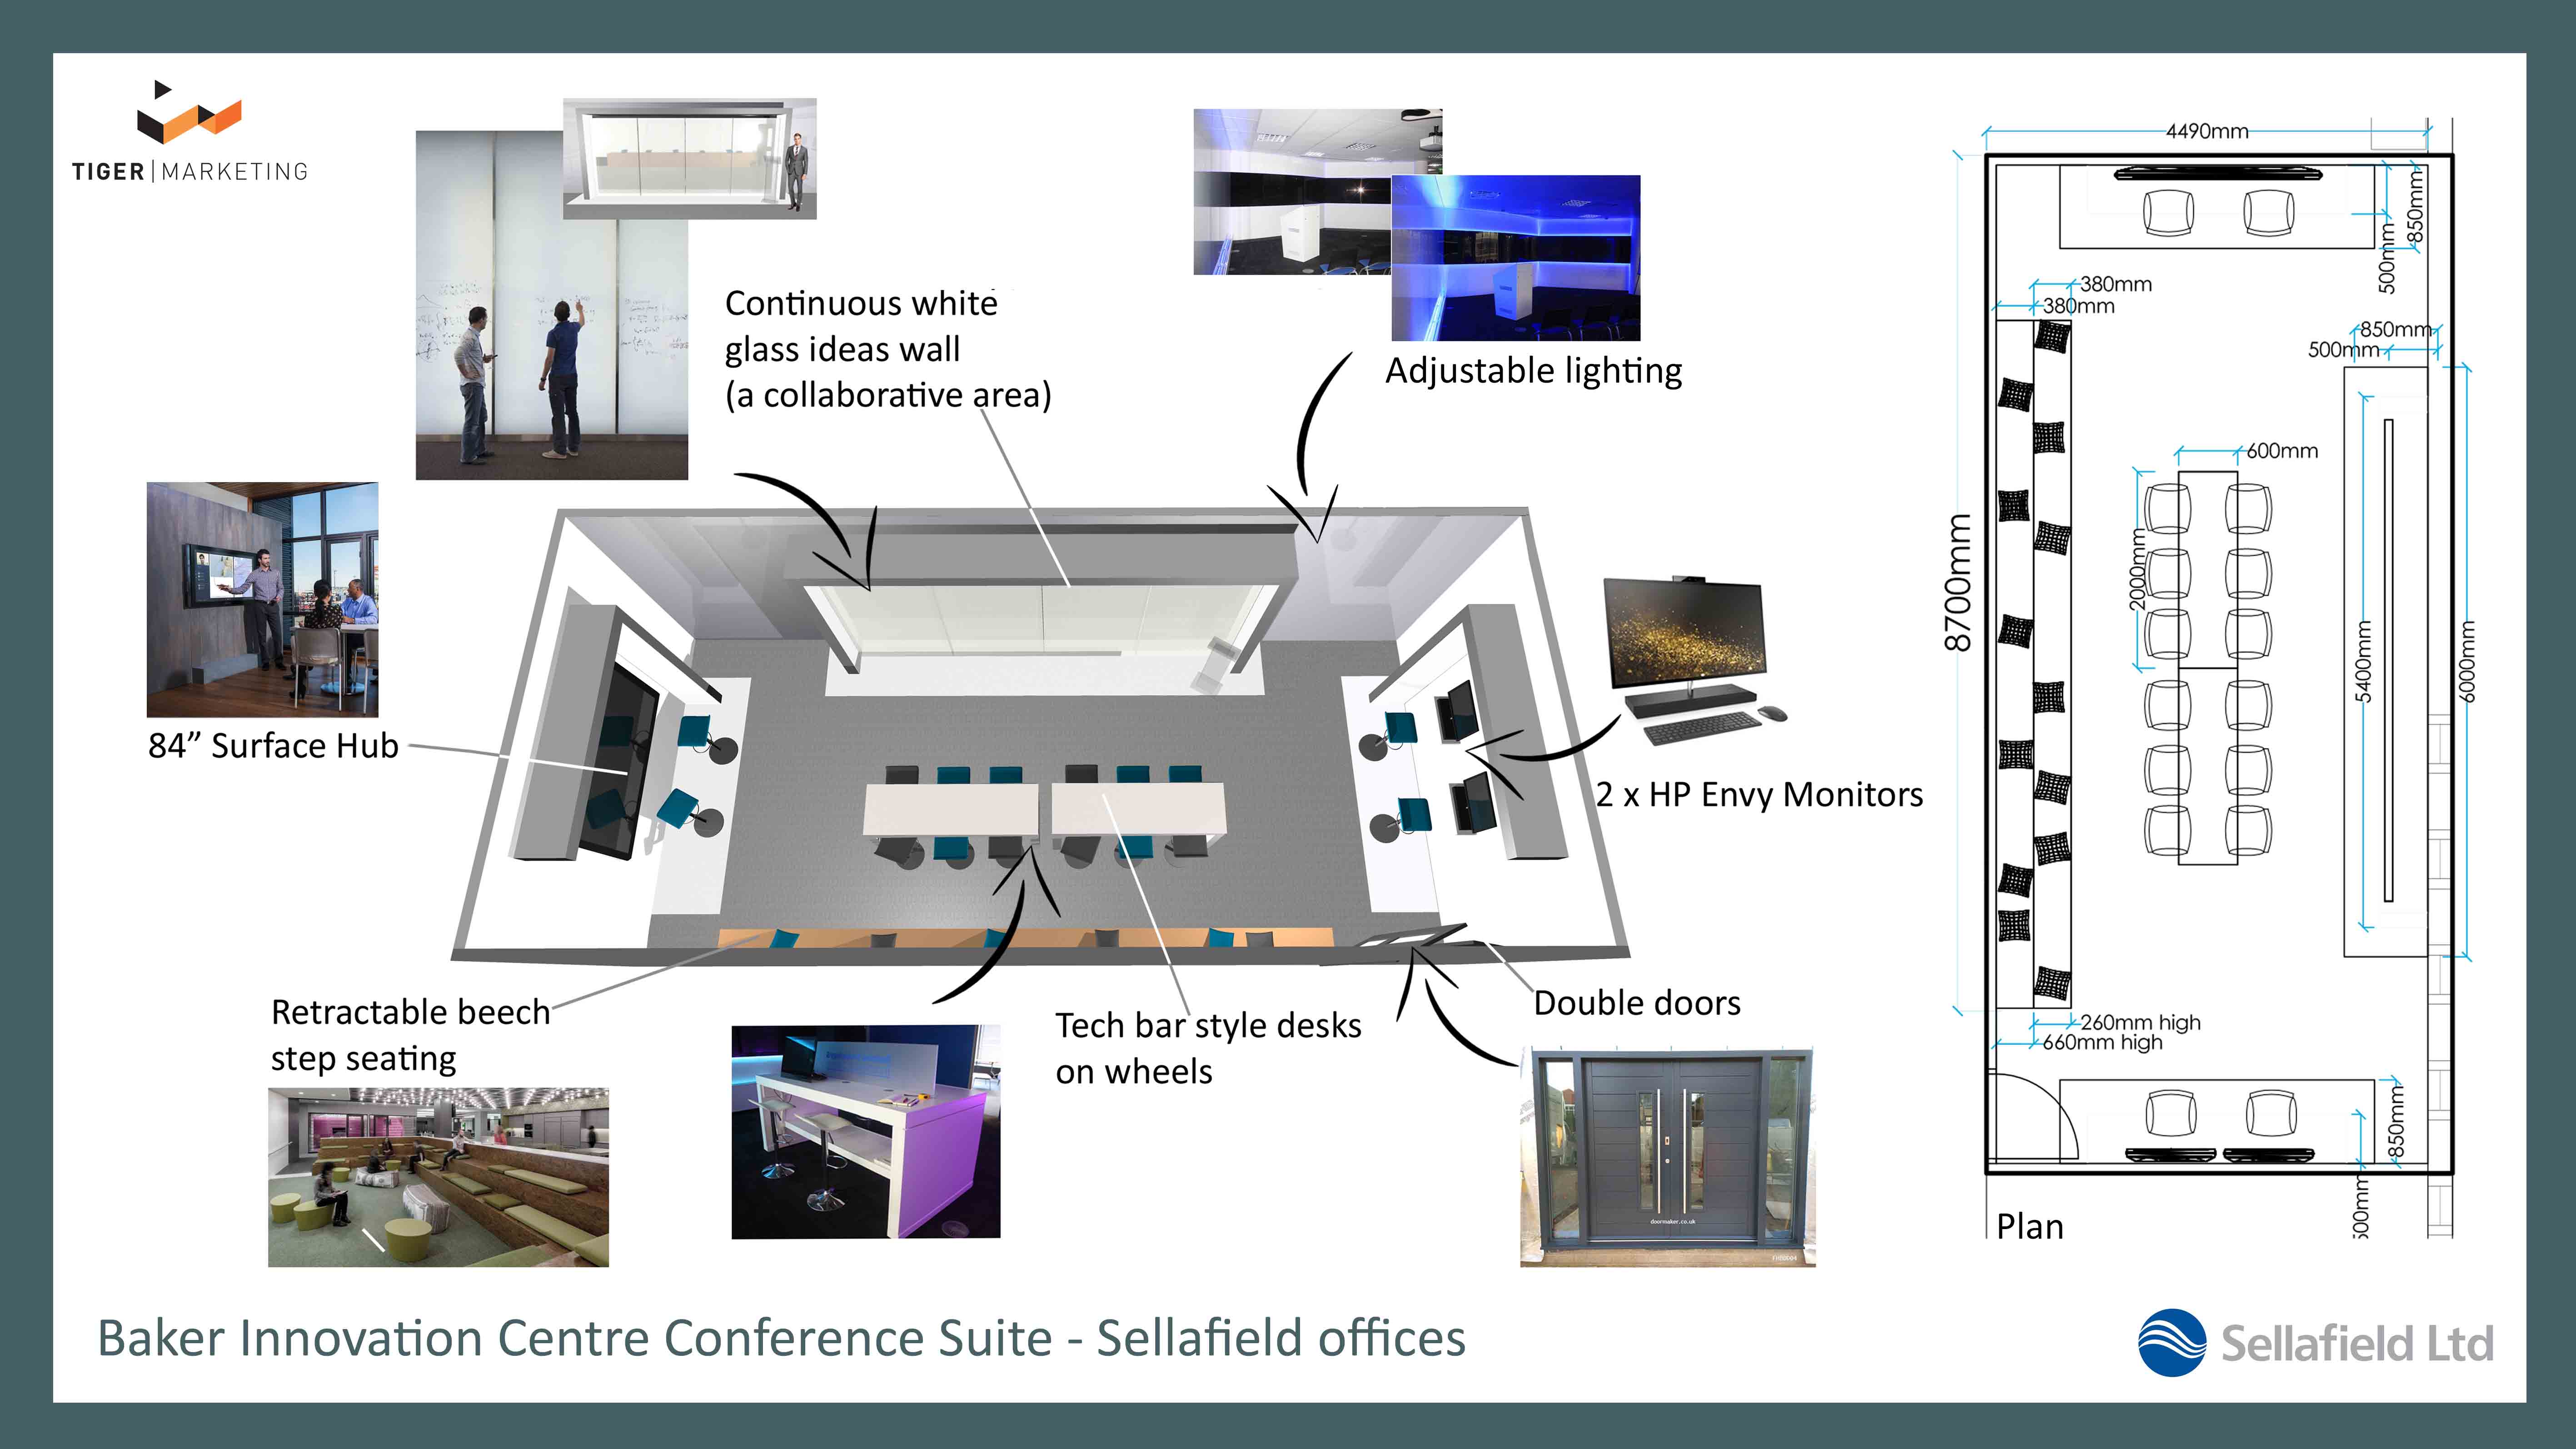 TIGER|MARKETING
Continuous white
glass ideas wall
(a collaborative area)
Adjustable lighting
84” Surface Hub
2 x HP Envy Monitors
Retractable beech
step seating
Tech bar style desks
on wheels
Double doors
doormaker.co.uk
4490mm
850mm
500mm
380mm
380mm
850mm
500mm
600mm
8700mm
2000mm
5400mm
6000mm
260mm high
660mm high
850mm
500mm
Plan
Baker Innovation Centre Conference Suite - Sellafield offices
Sellafield Ltd